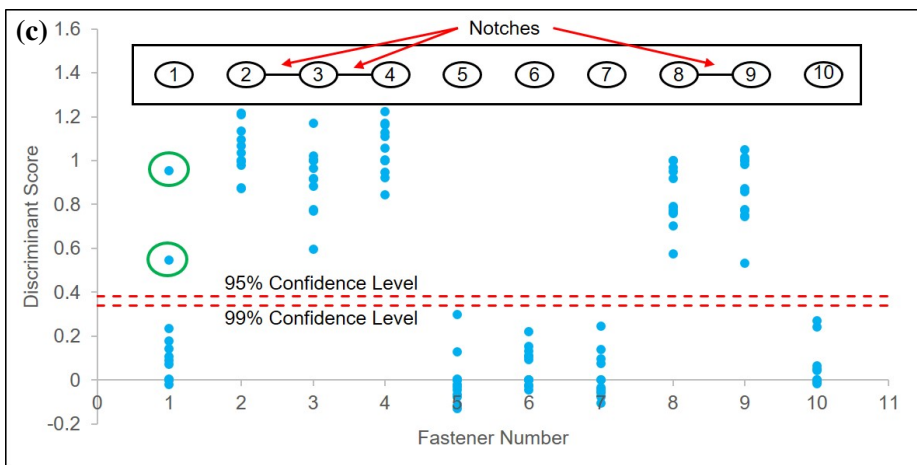 (c)
Notches
1 2 3 4 5 6 7 8 9 10
1.6
1.4
1.2
1
0.8
0.6
0.4
0.2
0
-0.2
Discriminant Score
95% Confidence Level
99% Confidence Level
0 1 2 3 4 5 6 7 8 9 10 11
Fastener Number